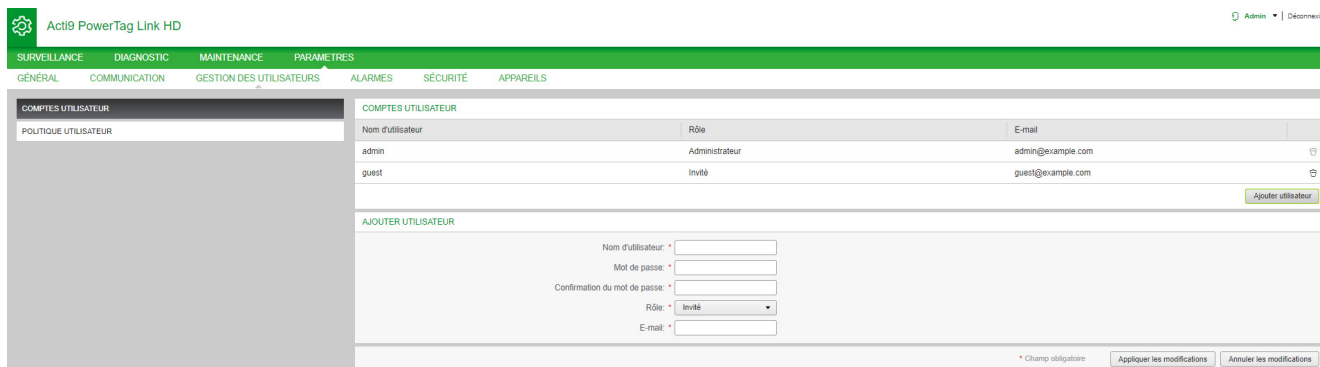 Acti9 PowerTag Link HD
Admin | Déconnexi
SURVEILLANCE DIAGNOSTIC MAINTENANCE PARAMETRES
GÉNÉRAL COMMUNICATION GESTION DES UTILISATEURS ALARMES SÉCURITÉ APPAREILS
COMPTES UTILISATEUR
POLITIQUE UTILISATEUR
COMPTES UTILISATEUR
Nom d'utilisateur Rôle E-mail
admin Administrateur admin@example.com
guest Invité guest@example.com
Ajouter utilisateur
AJOUTER UTILISATEUR
Nom d'utilisateur: *
Mot de passe: *
Confirmation du mot de passe: *
Rôle: * Invité
E-mail: *
* Champ obligatoire Appliquer les modifications Annuler les modifications